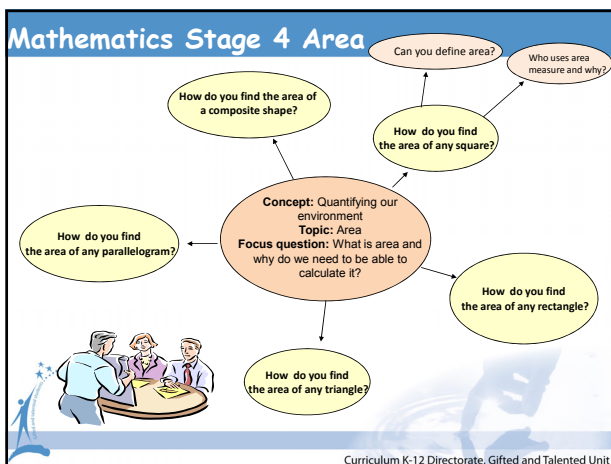 Mathematics Stage 4 Area
Can you define area?
Who uses area
measure and why?
How do you find the area of
a composite shape?
How do you find
the area of any square?
Concept: Quantifying our
environment
Topic: Area
Focus question: What is area and
why do we need to be able to
calculate it?
How do you find
the area of any parallelogram?
How do you find
the area of any rectangle?
How do you find
the area of any triangle?
Curriculum K-12 Directorate, Gifted and Talented Unit